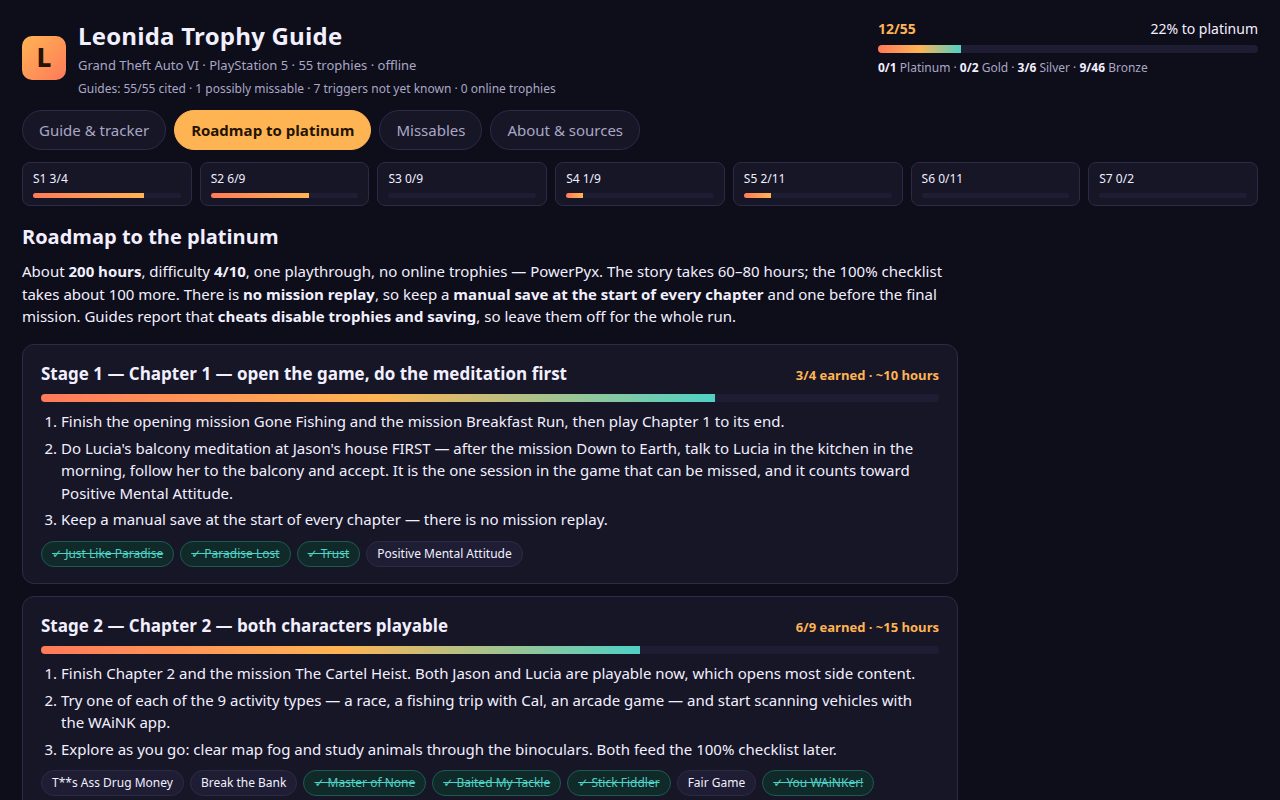 L
Leonida Trophy Guide
Grand Theft Auto VI · PlayStation 5 · 55 trophies · offline
Guides: 55/55 cited · 1 possibly missable · 7 triggers not yet known · 0 online trophies
12/55 22% to platinum
0/1 Platinum · 0/2 Gold · 3/6 Silver · 9/46 Bronze
Guide & tracker Roadmap to platinum Missables About & sources
S1 3/4 S2 6/9 S3 0/9 S4 1/9 S5 2/11 S6 0/11 S7 0/2
Roadmap to the platinum
About 200 hours, difficulty 4/10, one playthrough, no online trophies — PowerPyx. The story takes 60–80 hours; the 100% checklist
takes about 100 more. There is no mission replay, so keep a manual save at the start of every chapter and one before the final
mission. Guides report that cheats disable trophies and saving, so leave them off for the whole run.
Stage 1 — Chapter 1 — open the game, do the meditation first 3/4 earned · ~10 hours
1. Finish the opening mission Gone Fishing and the mission Breakfast Run, then play Chapter 1 to its end.
2. Do Lucia's balcony meditation at Jason's house FIRST — after the mission Down to Earth, talk to Lucia in the kitchen in the
morning, follow her to the balcony and accept. It is the one session in the game that can be missed, and it counts toward
Positive Mental Attitude.
3. Keep a manual save at the start of every chapter — there is no mission replay.
✓ Just Like Paradise ✓ Paradise Lost ✓ Trust Positive Mental Attitude
Stage 2 — Chapter 2 — both characters playable 6/9 earned · ~15 hours
1. Finish Chapter 2 and the mission The Cartel Heist. Both Jason and Lucia are playable now, which opens most side content.
2. Try one of each of the 9 activity types — a race, a fishing trip with Cal, an arcade game — and start scanning vehicles with
the WAiNK app.
3. Explore as you go: clear map fog and study animals through the binoculars. Both feed the 100% checklist later.
T**s Ass Drug Money Break the Bank ✓ Master of None ✓ Baited My Tackle ✓ Stick Fiddler Fair Game ✓ You WAiNKer!